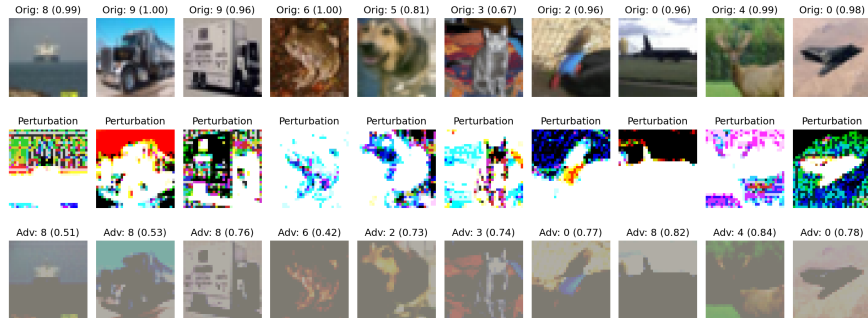 Orig: 8 (0.99) Orig: 9 (1.00) Orig: 9 (0.96) Orig: 6 (1.00) Orig: 5 (0.81) Orig: 3 (0.67) Orig: 2 (0.96) Orig: 0 (0.96) Orig: 4 (0.99) Orig: 0 (0.98)
Perturbation Perturbation Perturbation Perturbation Perturbation Perturbation Perturbation Perturbation Perturbation Perturbation
Adv: 8 (0.51) Adv: 8 (0.53) Adv: 8 (0.76) Adv: 6 (0.42) Adv: 2 (0.73) Adv: 3 (0.74) Adv: 0 (0.77) Adv: 8 (0.82) Adv: 4 (0.84) Adv: 0 (0.78)